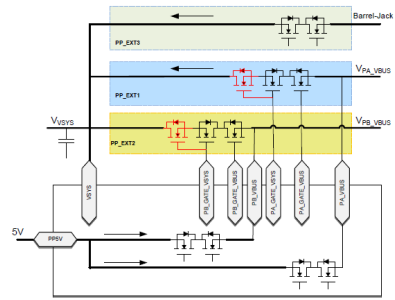 Barrel-Jack
PP_EXT3
VPA_VBUS
PP_EXT1
VVSYS
VPB_VBUS
PP_EXT2
VSYS
PB_GATE_VSYS
PB_GATE_VBUS
PB_VBUS
PA_GATE_VSYS
PA_GATE_VBUS
PA_VBUS
5V
PP5V